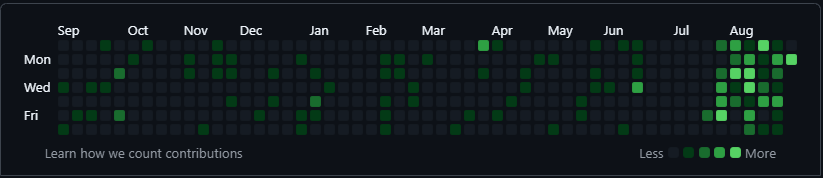 Sep Oct Nov Dec Jan Feb Mar Apr May Jun Jul Aug
Mon
Wed
Fri
Learn how we count contributions Less More